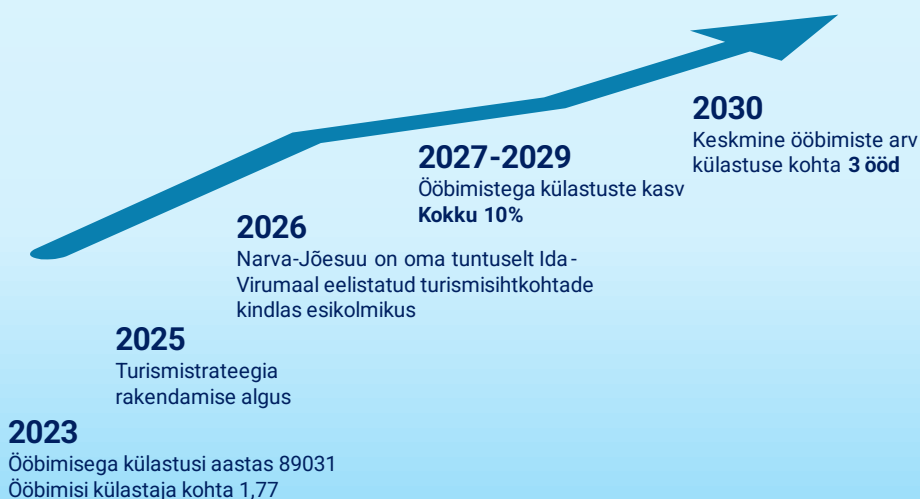 2030
Keskmine ööbimiste arv
külastuse kohta 3 ööd
2027-2029
Ööbimistega külastuste kasv
Kokku 10%
2026
Narva-Jõesuu on oma tuntuselt Ida-
Virumaal eelistatud turismisihtkohtade
kindlas esikolmikus
2025
Turismistrateegia
rakendamise algus
2023
Ööbimisega külastusi aastas 89031
Ööbimisi külastaja kohta 1,77